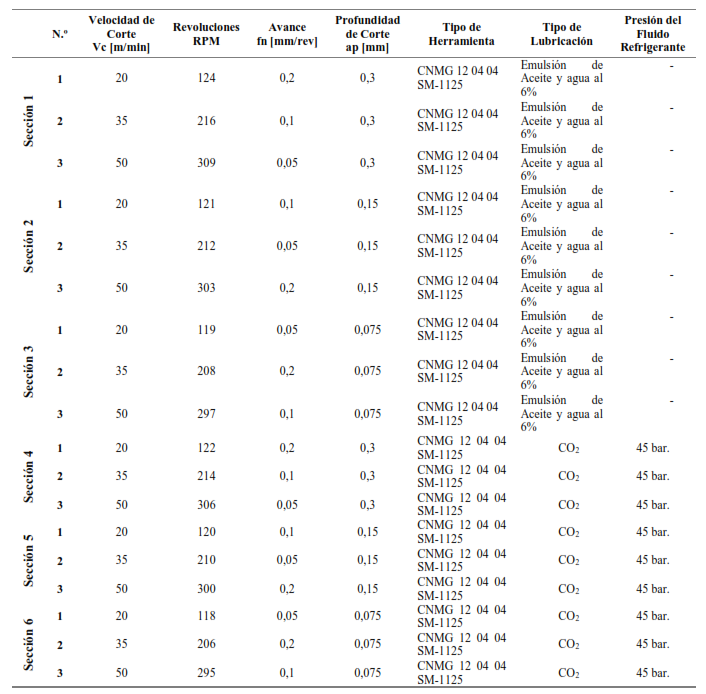 N.º Velocidad de Corte Vc [m/min] Revoluciones RPM Avance fn [mm/rev] Profundidad de Corte ap [mm] Tipo de Herramienta Tipo de Lubricación Presión del Fluido Refrigerante
Sección 1
1 20 124 0,2 0,3 CNMG 12 04 04 SM-1125 Emulsión de Aceite y agua al 6% -
2 35 216 0,1 0,3 CNMG 12 04 04 SM-1125 Emulsión de Aceite y agua al 6% -
3 50 309 0,05 0,3 CNMG 12 04 04 SM-1125 Emulsión de Aceite y agua al 6% -
Sección 2
1 20 121 0,1 0,15 CNMG 12 04 04 SM-1125 Emulsión de Aceite y agua al 6% -
2 35 212 0,05 0,15 CNMG 12 04 04 SM-1125 Emulsión de Aceite y agua al 6% -
3 50 303 0,2 0,15 CNMG 12 04 04 SM-1125 Emulsión de Aceite y agua al 6% -
Sección 3
1 20 119 0,05 0,075 CNMG 12 04 04 SM-1125 Emulsión de Aceite y agua al 6% -
2 35 208 0,2 0,075 CNMG 12 04 04 SM-1125 Emulsión de Aceite y agua al 6% -
3 50 297 0,1 0,075 CNMG 12 04 04 SM-1125 Emulsión de Aceite y agua al 6% -
Sección 4
1 20 122 0,2 0,3 CNMG 12 04 04 SM-1125 CO₂ 45 bar.
2 35 214 0,1 0,3 CNMG 12 04 04 SM-1125 CO₂ 45 bar.
3 50 306 0,05 0,3 CNMG 12 04 04 SM-1125 CO₂ 45 bar.
Sección 5
1 20 120 0,1 0,15 CNMG 12 04 04 SM-1125 CO₂ 45 bar.
2 35 210 0,05 0,15 CNMG 12 04 04 SM-1125 CO₂ 45 bar.
3 50 300 0,2 0,15 CNMG 12 04 04 SM-1125 CO₂ 45 bar.
Sección 6
1 20 118 0,05 0,075 CNMG 12 04 04 SM-1125 CO₂ 45 bar.
2 35 206 0,2 0,075 CNMG 12 04 04 SM-1125 CO₂ 45 bar.
3 50 295 0,1 0,075 CNMG 12 04 04 SM-1125 CO₂ 45 bar.